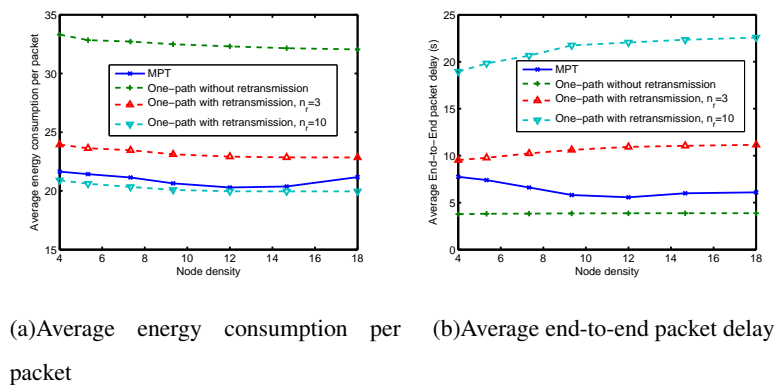 35
30
25
20
15
Average energy consumption per packet
MPT
One−path without retransmission
One−path with retransmission, n_r=3
One−path with retransmission, n_r=10
4 6 8 10 12 14 16 18
Node density
25
20
15
10
5
0
Average End−to−End packet delay (s)
MPT
One−path without retransmission
One−path with retransmission, n_r=3
One−path with retransmission, n_r=10
4 6 8 10 12 14 16 18
Node density
(a)Average energy consumption per
packet
(b)Average end-to-end packet delay